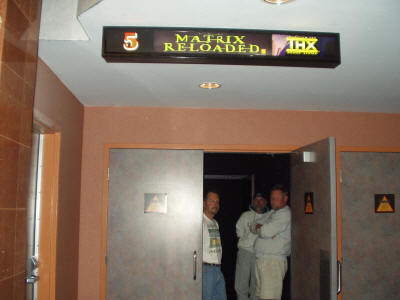 5
MATRIX
RELOADED
THX